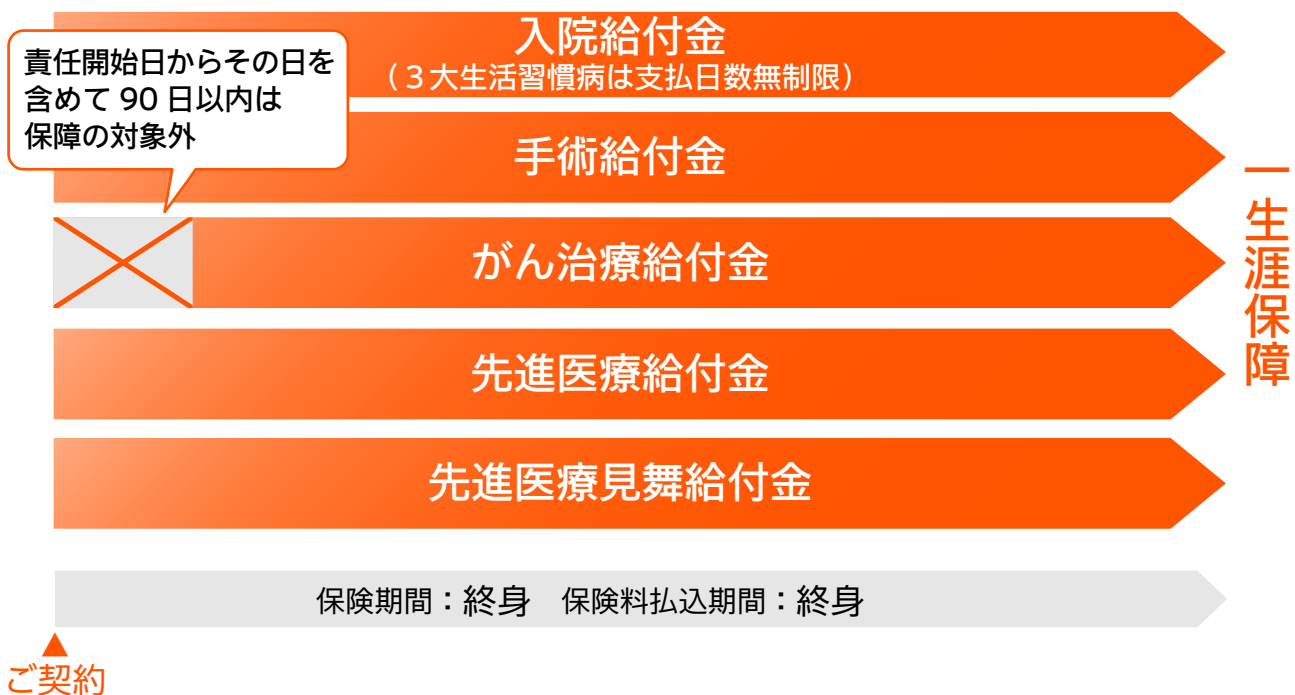 入院給付金
（３大生活習慣病は支払日数無制限）
責任開始日からその日を
含めて 90 日以内は
保障の対象外
手術給付金
がん治療給付金
先進医療給付金
先進医療見舞給付金
一生涯保障
保険期間：終身　保険料払込期間：終身
ご契約